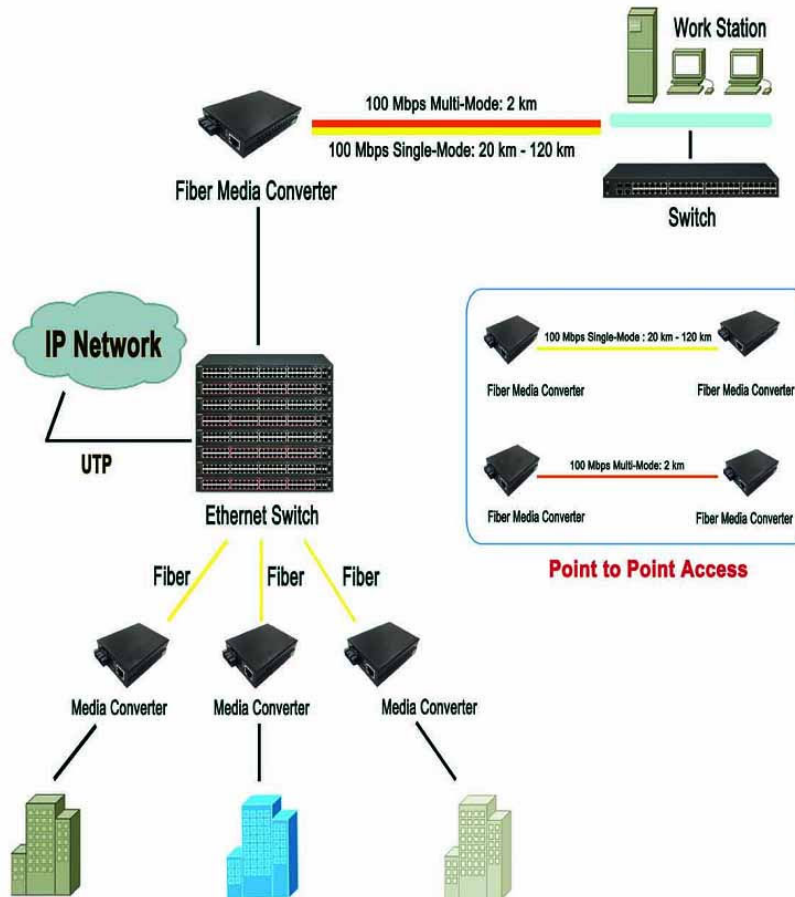 Work Station
100 Mbps Multi-Mode: 2 km
100 Mbps Single-Mode: 20 km - 120 km
Fiber Media Converter
Switch
IP Network
UTP
Ethernet Switch
100 Mbps Single-Mode : 20 km - 120 km
Fiber Media Converter
Fiber Media Converter
100 Mbps Multi-Mode: 2 km
Fiber Media Converter
Fiber Media Converter
Point to Point Access
Fiber
Fiber
Fiber
Media Converter
Media Converter
Media Converter